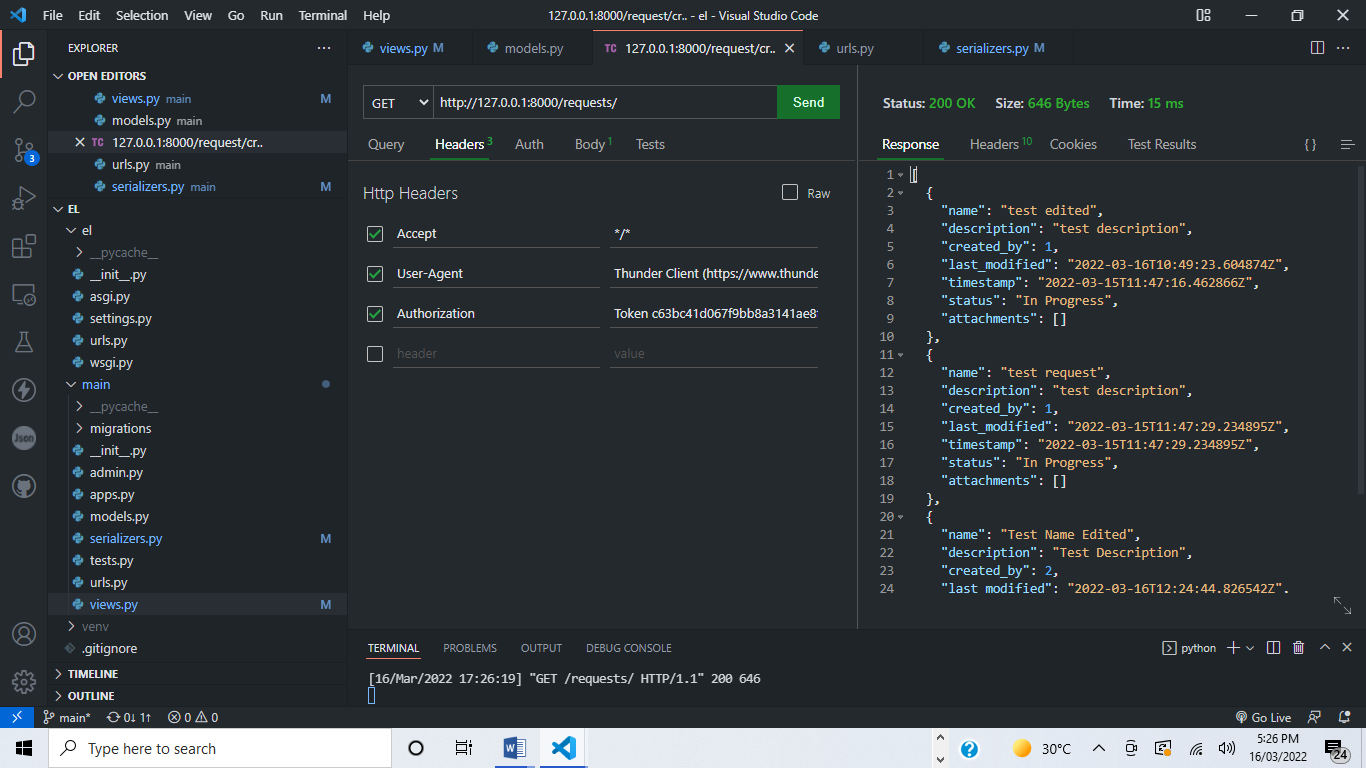 File Edit Selection View Go Run Terminal Help
127.0.0.1:8000/request/cr.. - el - Visual Studio Code
EXPLORER
OPEN EDITORS
views.py main M
models.py main
TC 127.0.0.1:8000/request/cr..
urls.py main
serializers.py main M
3
EL
el
__pycache__
__init__.py
asgi.py
settings.py
urls.py
wsgi.py
main
__pycache__
migrations
__init__.py
admin.py
apps.py
models.py
serializers.py M
tests.py
urls.py
views.py M
venv
.gitignore
TIMELINE
OUTLINE
Json
views.py M
models.py
TC 127.0.0.1:8000/request/cr..
urls.py
serializers.py M
GET http://127.0.0.1:8000/requests/ Send
Query Headers 3 Auth Body 1 Tests
Http Headers Raw
Accept */*
User-Agent Thunder Client (https://www.thunde
Authorization Token c63bc41d067f9bb8a3141ae8
header value
Status: 200 OK Size: 646 Bytes Time: 15 ms
Response Headers 10 Cookies Test Results { }
1 [
2 {
3 "name": "test edited",
4 "description": "test description",
5 "created_by": 1,
6 "last_modified": "2022-03-16T10:49:23.604874Z",
7 "timestamp": "2022-03-15T11:47:16.462866Z",
8 "status": "In Progress",
9 "attachments": []
10 },
11 {
12 "name": "test request",
13 "description": "test description",
14 "created_by": 1,
15 "last_modified": "2022-03-15T11:47:29.234895Z",
16 "timestamp": "2022-03-15T11:47:29.234895Z",
17 "status": "In Progress",
18 "attachments": []
19 },
20 {
21 "name": "Test Name Edited",
22 "description": "Test Description",
23 "created_by": 2,
24 "last_modified": "2022-03-16T12:24:44.826542Z",
TERMINAL PROBLEMS OUTPUT DEBUG CONSOLE
python
[16/Mar/2022 17:26:19] "GET /requests/ HTTP/1.1" 200 646
main* 0↓ 1↑ 0 0
Go Live
Type here to search
30°C
5:26 PM
16/03/2022
24